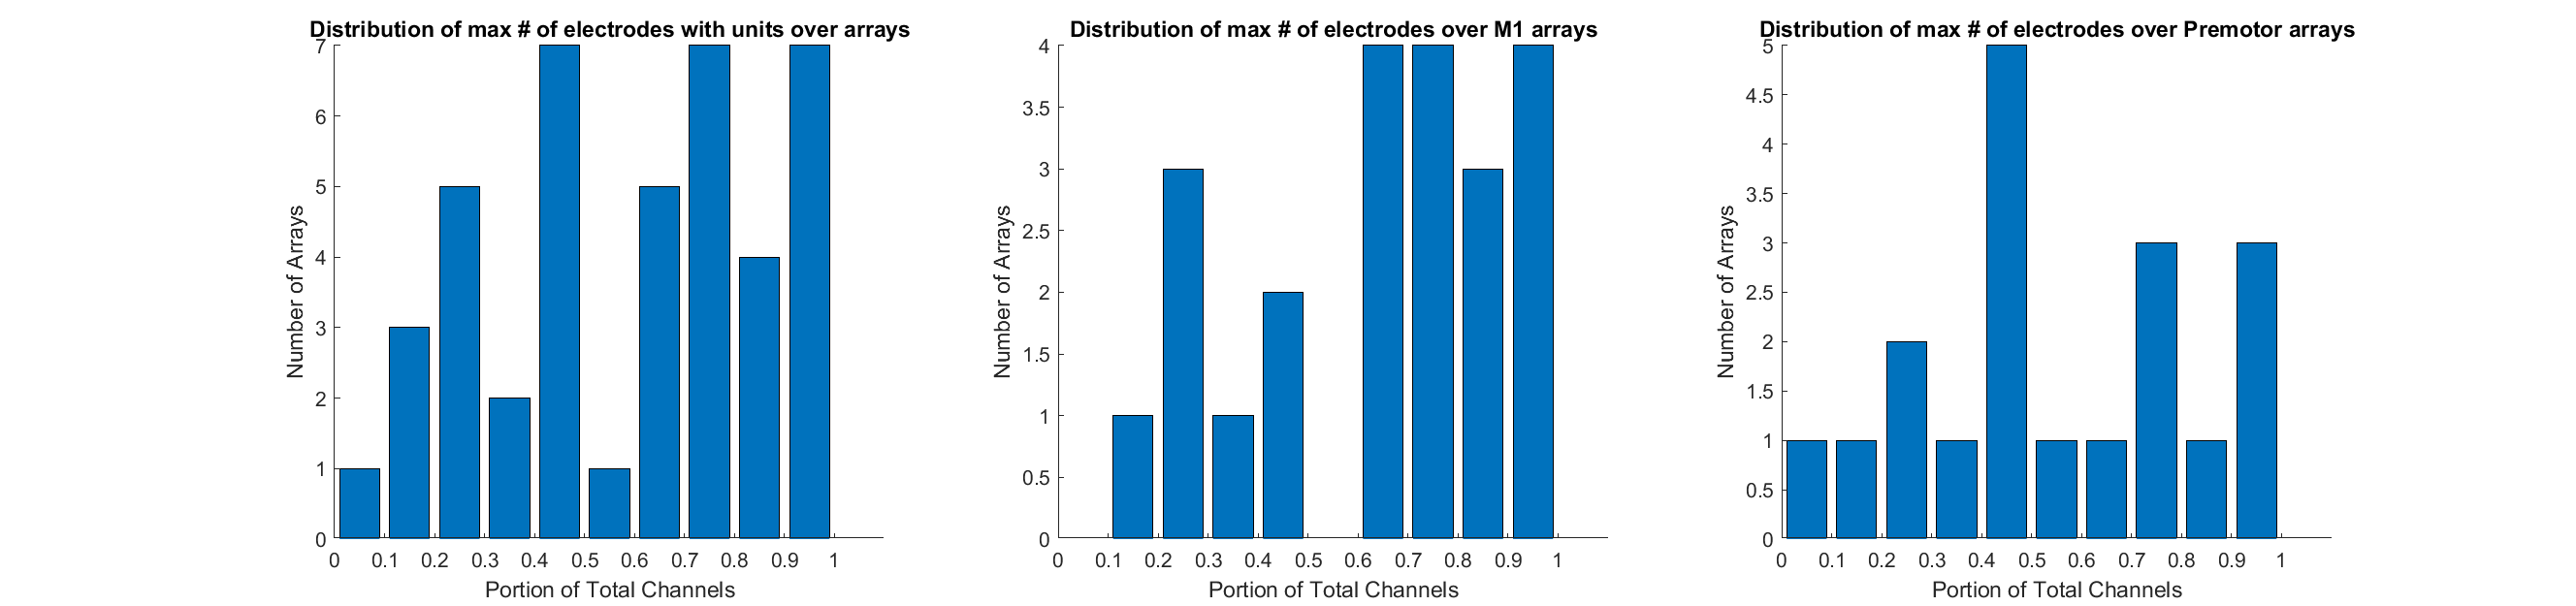 Distribution of max # of electrodes with units over arrays
7
6
5
4
3
2
1
0
Number of Arrays
0 0.1 0.2 0.3 0.4 0.5 0.6 0.7 0.8 0.9 1
Portion of Total Channels
Distribution of max # of electrodes over M1 arrays
4
3.5
3
2.5
2
1.5
1
0.5
0
Number of Arrays
0 0.1 0.2 0.3 0.4 0.5 0.6 0.7 0.8 0.9 1
Portion of Total Channels
Distribution of max # of electrodes over Premotor arrays
5
4.5
4
3.5
3
2.5
2
1.5
1
0.5
0
Number of Arrays
0 0.1 0.2 0.3 0.4 0.5 0.6 0.7 0.8 0.9 1
Portion of Total Channels